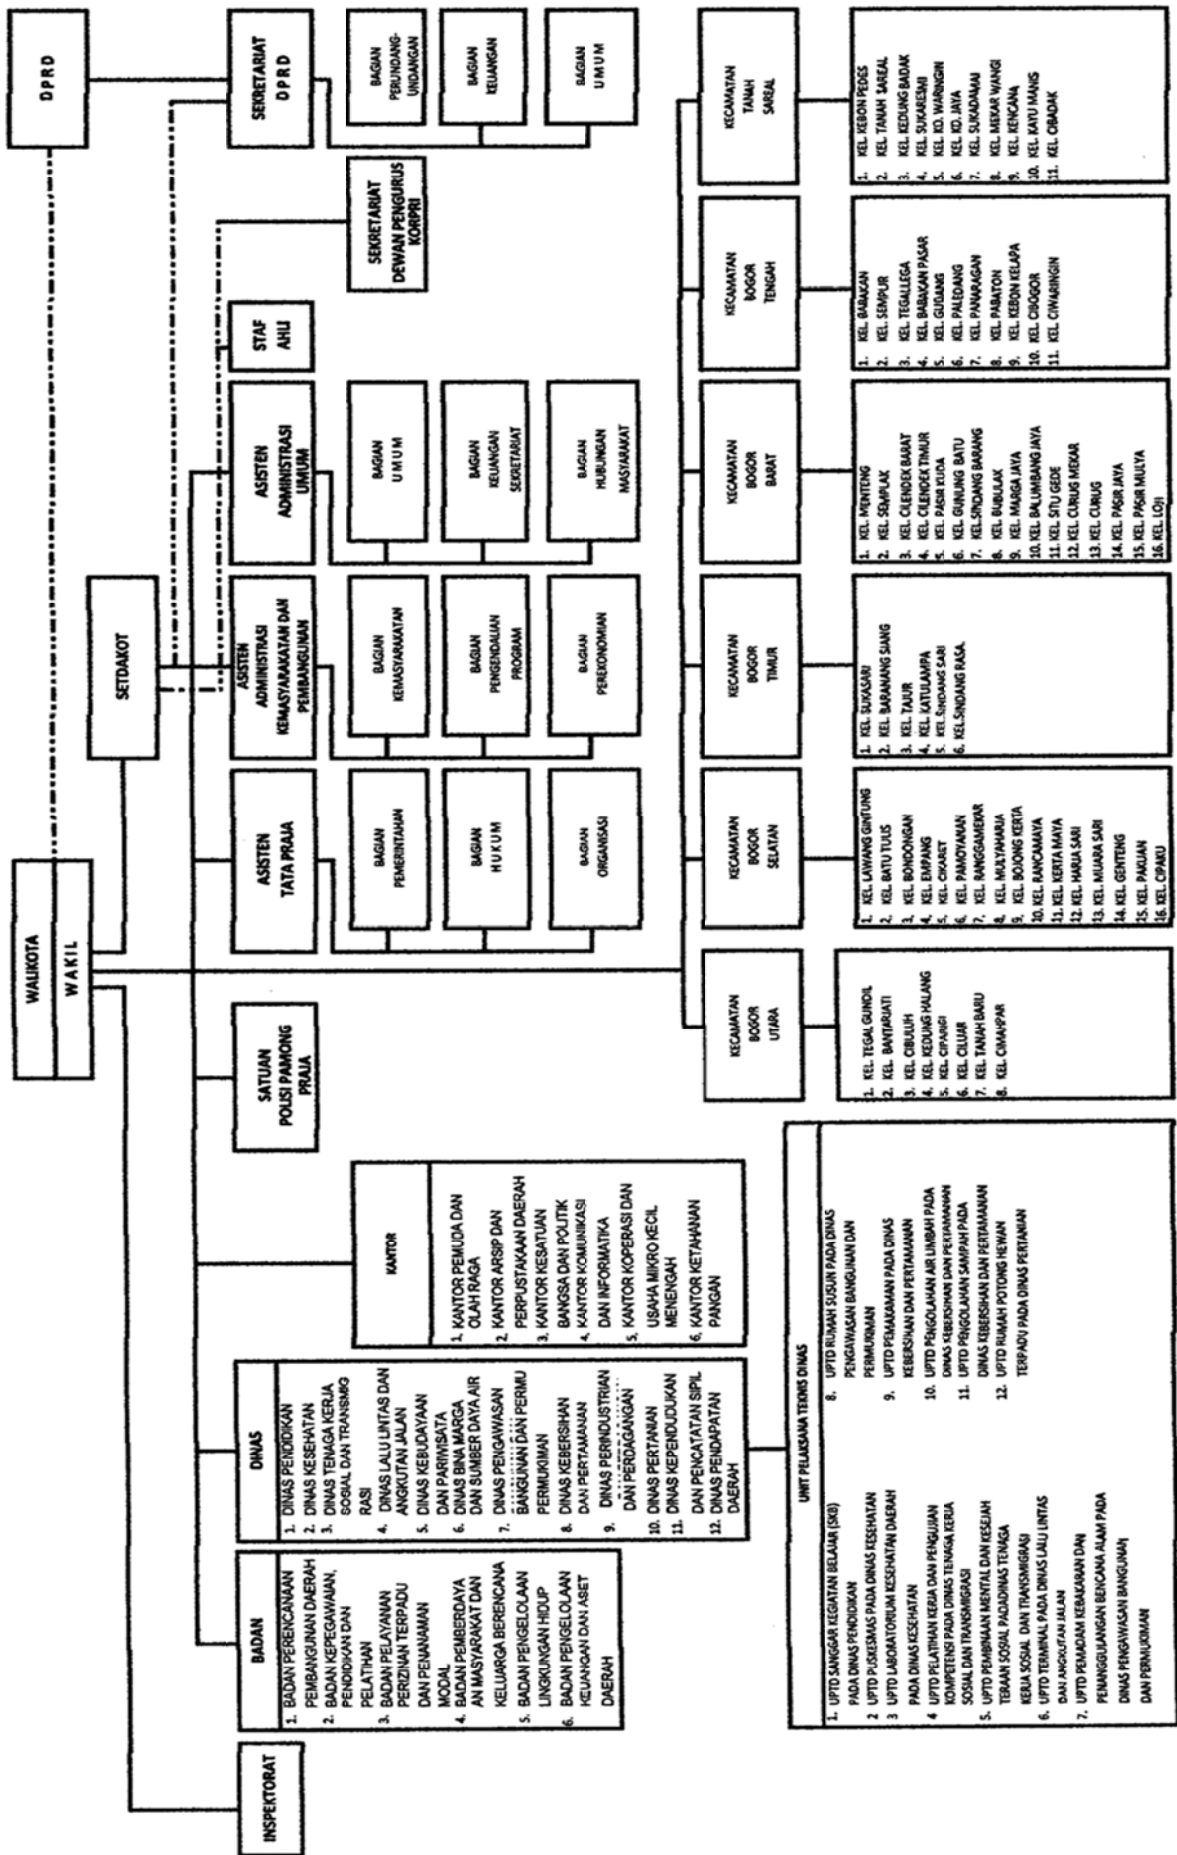 WALIKOTA
WAKIL
DPRD
SETDAKOT
SEKRETARIAT
DPRD
BAGIAN
PERUNDANG-
UNDANGAN
BAGIAN
KEUANGAN
BAGIAN
UMUM
SEKRETARIAT
DEWAN PENGURUS
KORPRI
STAF
AHLI
ASISTEN
ADMINISTRASI
UMUM
BAGIAN
UMUM
BAGIAN
KEUANGAN
SEKRETARIAT
BAGIAN
HUBUNGAN
MASYARAKAT
ASISTEN
ADMINISTRASI
KEMASYARAKATAN DAN
PEMBANGUNAN
BAGIAN
KEMASYARAKATAN
BAGIAN
PENGENDALIAN
PROGRAM
BAGIAN
PEREKONOMIAN
ASISTEN
TATA PRAJA
BAGIAN
PEMERINTAHAN
BAGIAN
HUKUM
BAGIAN
ORGANISASI
SATUAN
POLISI PAMONG
PRAJA
INSPEKTORAT
BADAN
1. BADAN PERENCANAAN
PEMBANGUNAN DAERAH
2. BADAN KEPEGAWAIAN,
PENDIDIKAN DAN
PELATIHAN
3. BADAN PELAYANAN
PERIZINAN TERPADU
DAN PENANAMAN
MODAL
4. BADAN PEMBERDAYA
AN MASYARAKAT DAN
KELUARGA BERENCANA
5. BADAN PENGELOLAAN
LINGKUNGAN HIDUP
6. BADAN PENGELOLAAN
KEUANGAN DAN ASET
DAERAH
DINAS
1. DINAS PENDIDIKAN
2. DINAS KESEHATAN
3. DINAS TENAGA KERJA
SOSIAL DAN TRANSMIG
RASI
4. DINAS LALU LINTAS DAN
ANGKUTAN JALAN
5. DINAS KEBUDAYAAN
DAN PARIWISATA
6. DINAS BINA MARGA
DAN SUMBER DAYA AIR
7. DINAS PENGAWASAN
BANGUNAN DAN PERMU
PERMUKIMAN
8. DINAS KEBERSIHAN
DAN PERTAMANAN
9. DINAS PERINDUSTRIAN
DAN PERDAGANGAN
10. DINAS PERTANIAN
11. DINAS KEPENDUDUKAN
DAN PENCATATAN SIPIL
12. DINAS PENDAPATAN
DAERAH
KANTOR
1. KANTOR PEMUDA DAN
OLAH RAGA
2. KANTOR ARSIP DAN
PERPUSTAKAAN DAERAH
3. KANTOR KESATUAN
BANGSA DAN POLITIK
4. KANTOR KOMUNIKASI
DAN INFORMATIKA
5. KANTOR KOPERASI DAN
USAHA MIKRO KECIL
MENENGAH
6. KANTOR KETAHANAN
PANGAN
UNIT PELAKSANA TEKNIS DINAS
1. UPTD SANGGAR KEGIATAN BELAJAR (SKB)
PADA DINAS PENDIDIKAN
2 UPTD PUSKESMAS PADA DINAS KESEHATAN
3 UPTD LABORATORIUM KESEHATAN DAERAH
PADA DINAS KESEHATAN
4 UPTD PELATIHAN KERJA DAN PENGUJIAN
KOMPETENSI PADA DINAS TENAGA KERJA
SOSIAL DAN TRANSMIGRASI
5. UPTD PEMBINAAN MENTAL DAN KESEJAH
TERAAN SOSIAL PADADINAS TENAGA
KERJA SOSIAL DAN TRANSMIGRASI
6. UPTD TERMINAL PADA DINAS LALU LINTAS
DAN ANGKUTAN JALAN
7. UPTD PEMADAM KEBAKARAN DAN
PENANGGULANGAN BENCANA ALAM PADA
DINAS PENGAWASAN BANGUNAN
DAN PERMUKIMAN
8. UPTD RUMAH SUSUN PADA DINAS
PENGAWASAN BANGUNAN DAN
PERMUKIMAN
9. UPTD PEMAKAMAN PADA DINAS
KEBERSIHAN DAN PERTAMANAN
10. UPTD PENGOLAHAN AIR LIMBAH PADA
DINAS KEBERSIHAN DAN PERTAMANAN
11. UPTD PENGOLAHAN SAMPAH PADA
DINAS KEBERSIHAN DAN PERTAMANAN
12. UPTD RUMAH POTONG HEWAN
TERPADU PADA DINAS PERTANIAN
KECAMATAN
BOGOR
UTARA
1. KEL. TEGAL GUNDIL
2. KEL. BANTARJATI
3. KEL. CIBULUH
4. KEL. KEDUNG HALANG
5. KEL. CIPARIGI
6. KEL. CILUAR
7. KEL. TANAH BARU
8. KEL. CIMAHPAR
KECAMATAN
BOGOR
SELATAN
1. KEL. LAWANG GINTUNG
2. KEL. BATU TULIS
3. KEL. BONDONGAN
4. KEL. EMPANG
5. KEL. CIKARET
6. KEL. PAMOYANAN
7. KEL. RANGGAMEKAR
8. KEL. MULYAHARJA
9. KEL. BOJONG KERTA
10. KEL. RANCAMAYA
11. KEL. KERTA MAYA
12. KEL. HARJA SARI
13. KEL. MUARA SARI
14. KEL. GENTENG
15. KEL. PAKUAN
16. KEL. CIPAKU
KECAMATAN
BOGOR
TIMUR
1. KEL. SUKASARI
2. KEL. BARANANG SIANG
3. KEL. TAJUR
4. KEL. KATULAMPA
5. KEL. SINDANG SARI
6. KEL. SINDANG RASA.
KECAMATAN
BOGOR
BARAT
1. KEL. MENTENG
2. KEL. SEMPLAK
3. KEL. CILENDEK BARAT
4. KEL. CILENDEK TIMUR
5. KEL. PASIR KUDA
6. KEL. GUNUNG BATU
7. KEL. SINDANG BARANG
8. KEL. BUBULAK
9. KEL. MARGA JAYA
10. KEL. BALUMBANG JAYA
11. KEL. SITU GEDE
12. KEL. CURUG MEKAR
13. KEL. CURUG
14. KEL. PASIR JAYA
15. KEL. PASIR MULYA
16. KEL. LOJI
KECAMATAN
BOGOR
TENGAH
1. KEL. BABAKAN
2. KEL. SEMPUR
3. KEL. TEGALLEGA
4. KEL. BABAKAN PASAR
5. KEL. GUDANG
6. KEL. PALEDANG
7. KEL. PANARAGAN
8. KEL. PABATON
9. KEL. KEBON KELAPA
10. KEL. CIBOGOR
11. KEL. CIWARINGIN
KECAMATAN
TANAH
SAREAL
1. KEL. KEBON PEDES
2. KEL. TANAH SAREAL
3. KEL. KEDUNG BADAK
4. KEL. SUKARESMI
5. KEL. KD. WARINGIN
6. KEL. KD. JAYA
7. KEL. SUKADAMAI
8. KEL. MEKAR WANGI
9. KEL. KENCANA
10. KEL. KAYU MANIS
11. KEL. CIBADAK